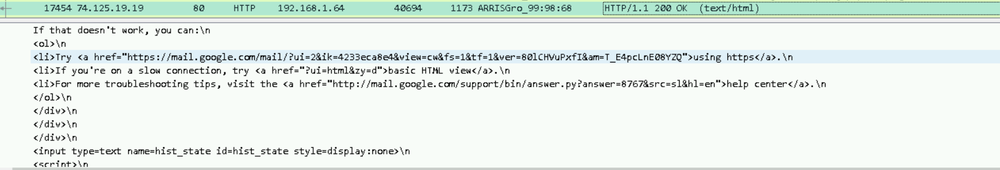 17454 74.125.19.19 80 HTTP 192.168.1.64 40694 1173 ARRISGro_99:98:68 HTTP/1.1 200 OK (text/html)
If that doesn't work, you can:\n
<ol>\n
<li>Try <a href="https://mail.google.com/mail/?ui=2&ik=4233eca8e4&view=cw&fs=1&tf=1&ver=80lCHVuPxfI&am=T_E4pcLnE08YZQ">using https</a>.\n
<li>If you're on a slow connection, try <a href="?ui=html&zy=d">basic HTML view</a>.\n
<li>For more troubleshooting tips, visit the <a href="http://mail.google.com/support/bin/answer.py?answer=8767&src=sl&hl=en">help center</a>.\n
</ol>\n
</div>\n
</div>\n
</div>\n
<input type=text name=hist_state id=hist_state style=display:none>\n
<script>\n